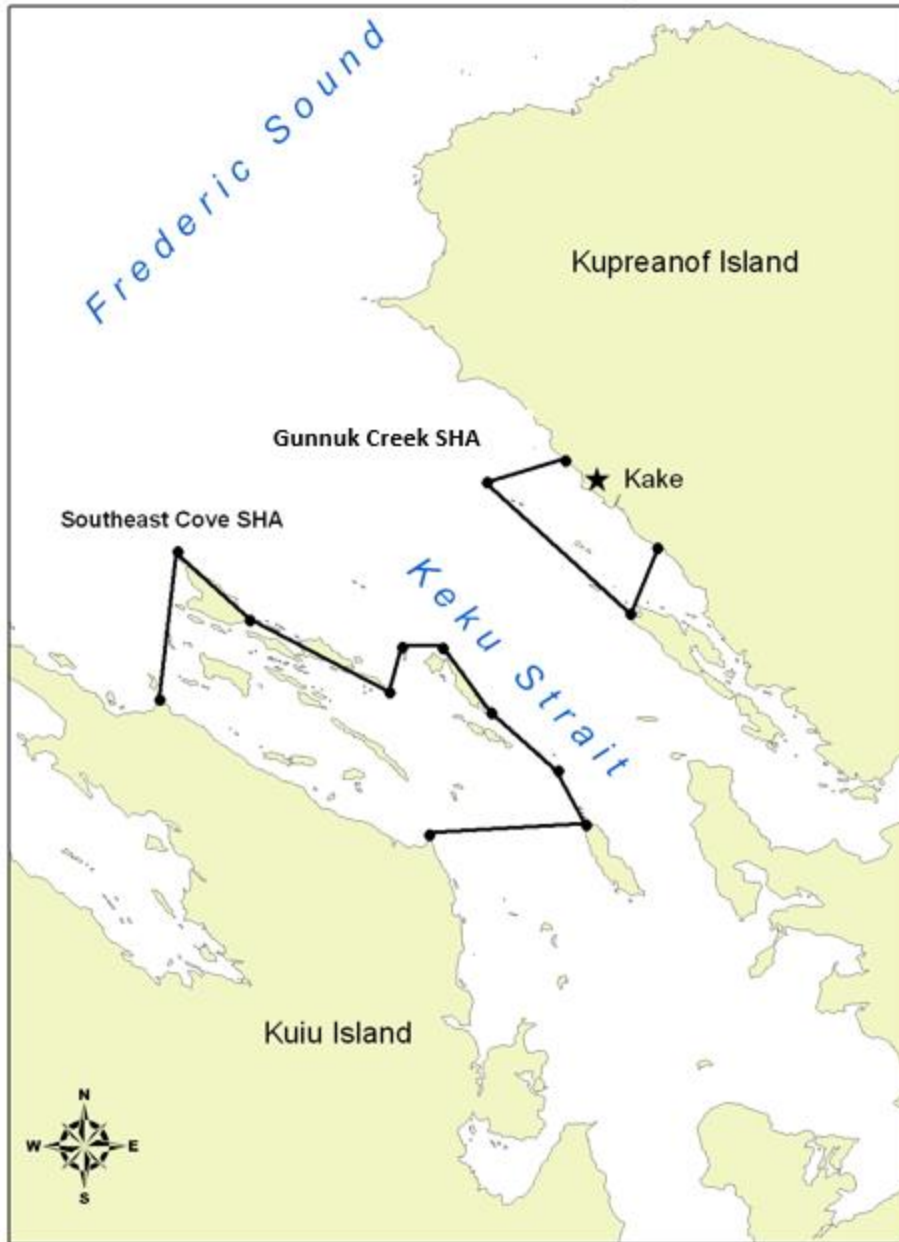 Frederic Sound
Kupreanof Island
Gunnuk Creek SHA
Kake
Southeast Cove SHA
Keku Strait
Kuiu Island
N
W E
S